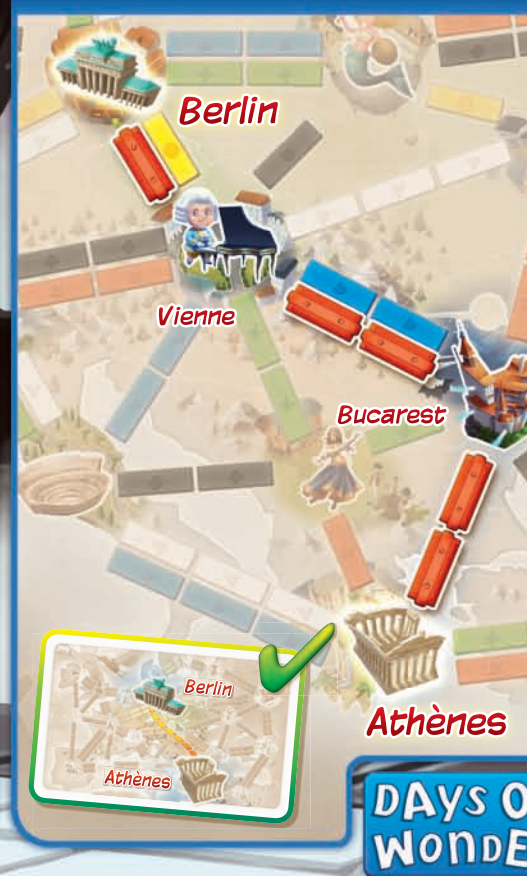 Berlin
Vienne
Bucarest
Athènes
Berlin
Athènes
DAYS O
WONDE